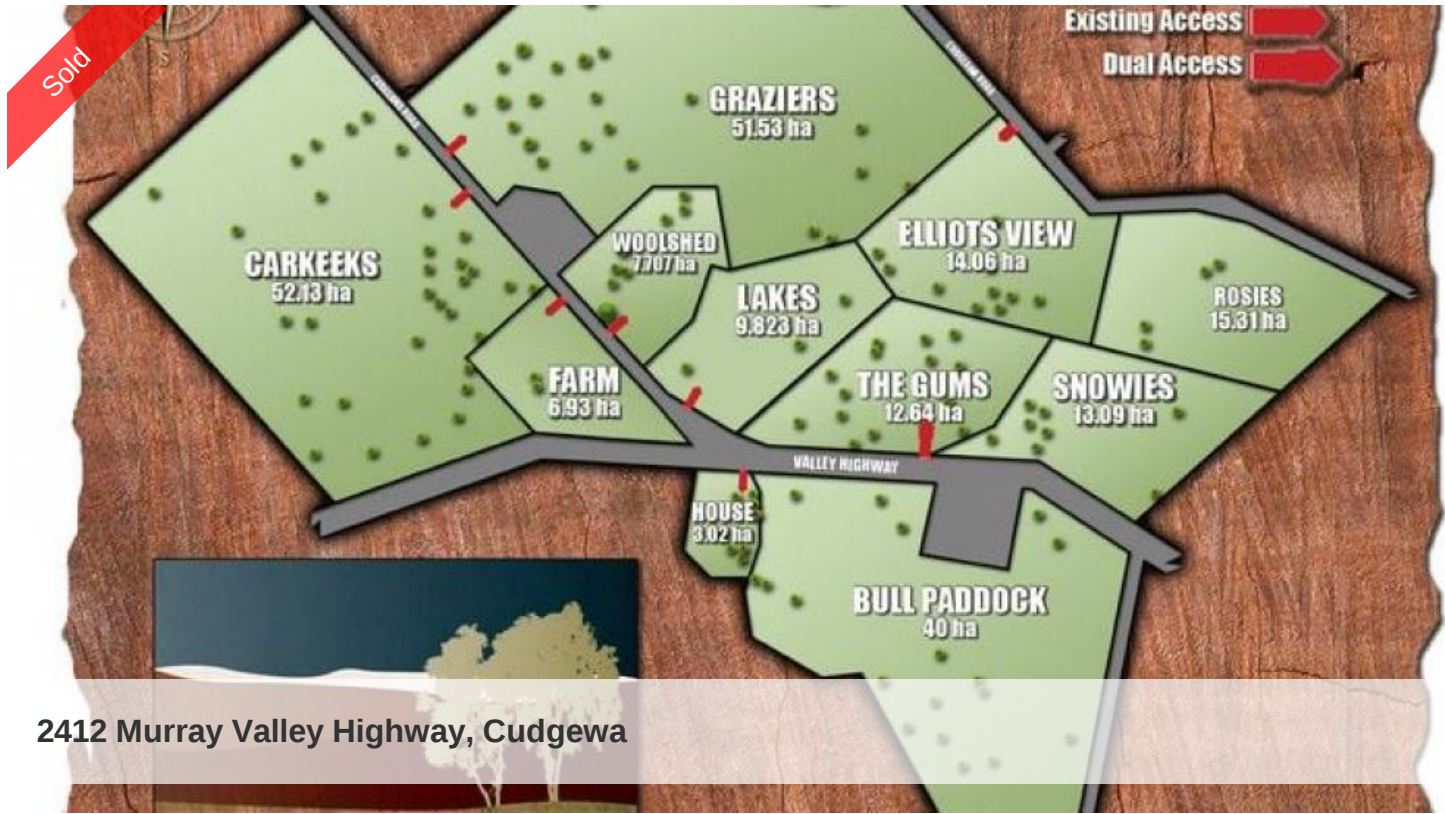 Sold
S
Existing Access
Dual Access
GRAZIERS
51.53 ha
CARKEEKS
52.13 ha
WOOLSHED
7.707 ha
ELLIOTS VIEW
14.06 ha
LAKES
9.823 ha
ROSIES
15.31 ha
FARM
6.93 ha
THE GUMS
12.64 ha
SNOWIES
13.09 ha
VALLEY HIGHWAY
HOUSE
3.02 ha
BULL PADDOCK
40 ha
2412 Murray Valley Highway, Cudgewa